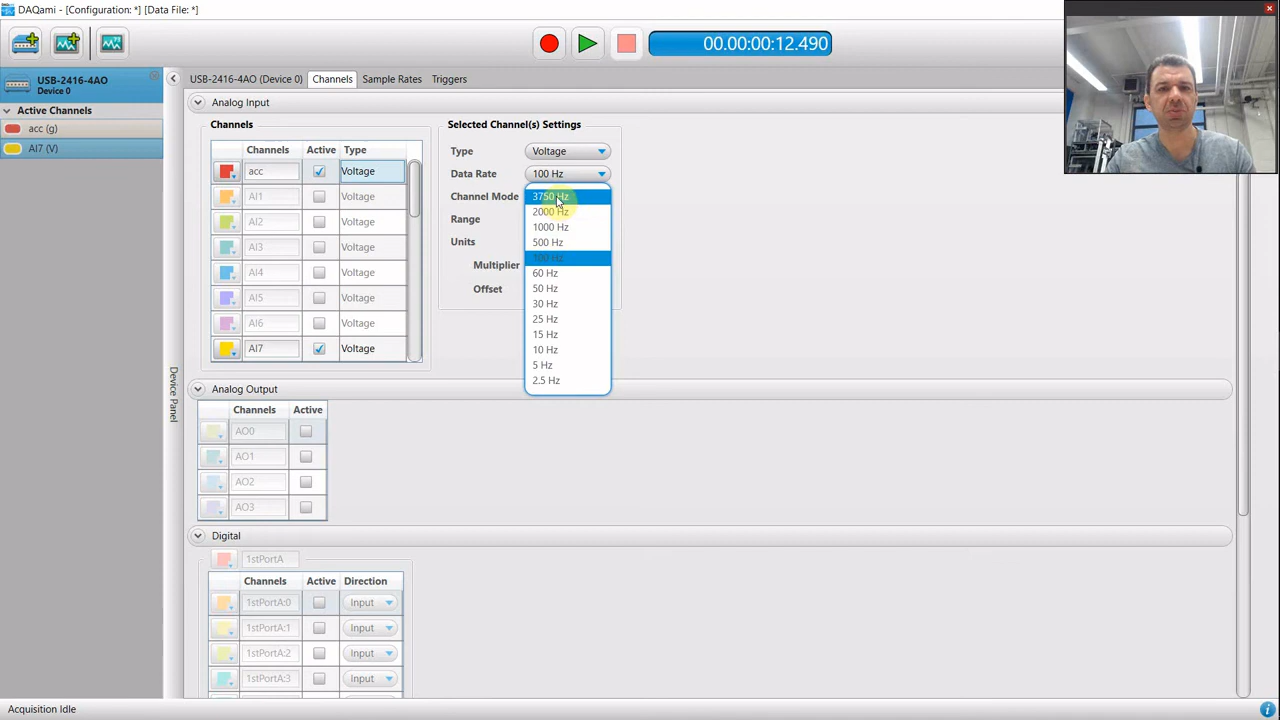 DAQami - [Configuration: *] [Data File: *]
00.00:00:12.490
USB-2416-4AO
Device 0
Active Channels
acc (g)
AI7 (V)
Device Panel
USB-2416-4AO (Device 0) Channels Sample Rates Triggers
Analog Input
Channels
Channels Active Type
acc Voltage
AI1 Voltage
AI2 Voltage
AI3 Voltage
AI4 Voltage
AI5 Voltage
AI6 Voltage
AI7 Voltage
Selected Channel(s) Settings
Type Voltage
Data Rate 100 Hz
Channel Mode
Range
Units
Multiplier
Offset
3750 Hz
2000 Hz
1000 Hz
500 Hz
100 Hz
60 Hz
50 Hz
30 Hz
25 Hz
15 Hz
10 Hz
5 Hz
2.5 Hz
Analog Output
Channels Active
AO0
AO1
AO2
AO3
Digital
1stPortA
Channels Active Direction
1stPortA:0 Input
1stPortA:1 Input
1stPortA:2 Input
1stPortA:3 Input
Acquisition Idle